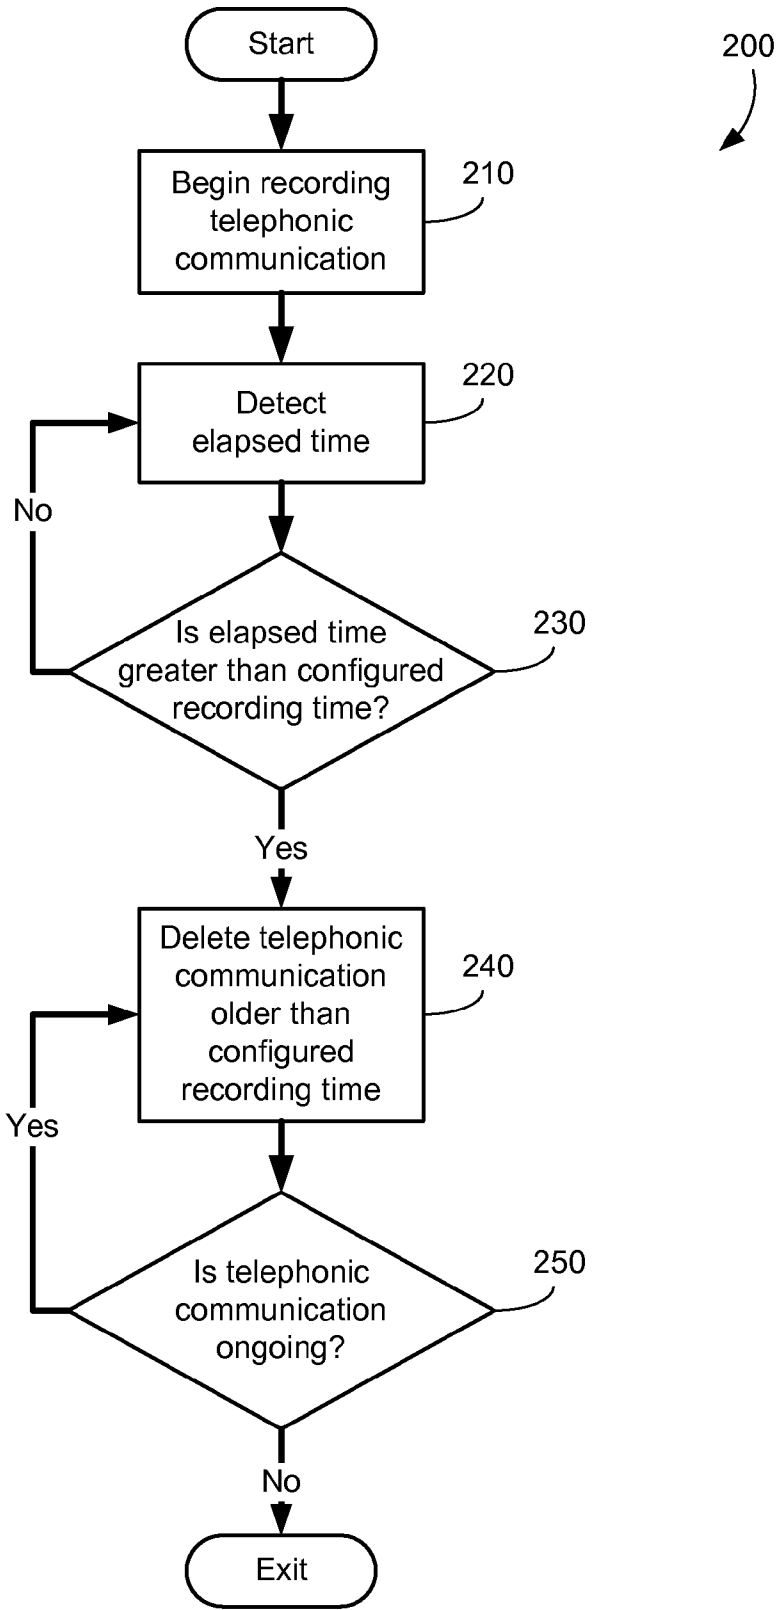 Start
200
Begin recording
telephonic
communication
210
Detect
elapsed time
220
No
Is elapsed time
greater than configured
recording time?
230
Yes
Delete telephonic
communication
older than
configured
recording time
240
Yes
Is telephonic
communication
ongoing?
250
No
Exit